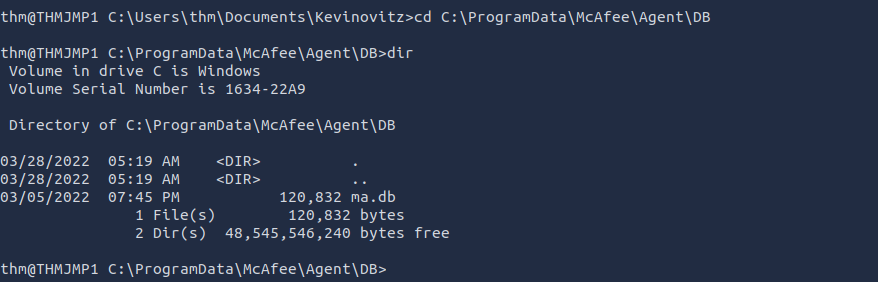 thm@THMJMP1 C:\Users\thm\Documents\Kevinovitz>cd C:\ProgramData\McAfee\Agent\DB
thm@THMJMP1 C:\ProgramData\McAfee\Agent\DB>dir
 Volume in drive C is Windows
 Volume Serial Number is 1634-22A9
 Directory of C:\ProgramData\McAfee\Agent\DB
03/28/2022  05:19 AM    <DIR>          .
03/28/2022  05:19 AM    <DIR>          ..
03/05/2022  07:45 PM           120,832 ma.db
               1 File(s)        120,832 bytes
               2 Dir(s)  48,545,546,240 bytes free
thm@THMJMP1 C:\ProgramData\McAfee\Agent\DB>